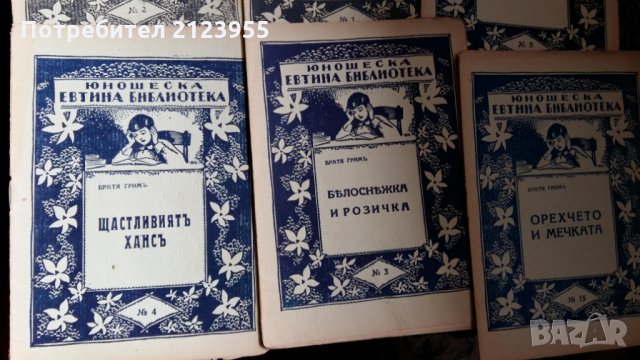 Потребител 2123955
№ 2
№ 1
№ 5
ЮНОШЕСКА
ЕВТИНА БИБЛИОТЕКА
БРАТЯ ГРИМЪ
ЩАСТЛИВИЯТЪ
ХАНСЪ
№ 4
ЮНОШЕСКА
ЕВТИНА БИБЛИОТЕКА
БРАТЯ ГРИМЪ
БѢЛОСНѢЖКА
И РОЗИЧКА
№ 3
ЮНОШЕСКА
ЕВТИНА БИБЛИОТЕКА
БРАТЯ ГРИМЪ
ОРЕХЧЕТО
И МЕЧКАТА
№ 15
BAZAR